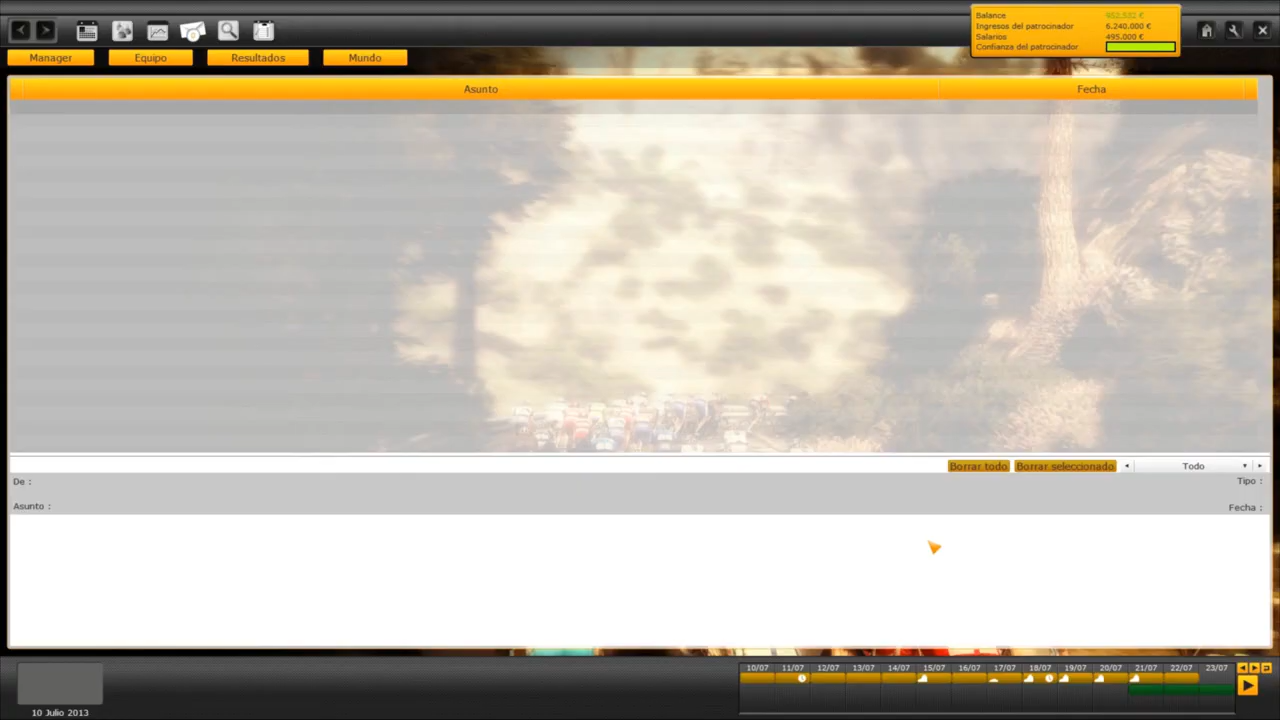 Balance 952.532 €
Ingresos del patrocinador 6.240.000 €
Salarios 495.000 €
Confianza del patrocinador
Manager Equipo Resultados Mundo
Asunto Fecha
Borrar todo Borrar seleccionado Todo
De : Tipo :
Asunto : Fecha :
10/07 11/07 12/07 13/07 14/07 15/07 16/07 17/07 18/07 19/07 20/07 21/07 22/07 23/07
10 Julio 2013